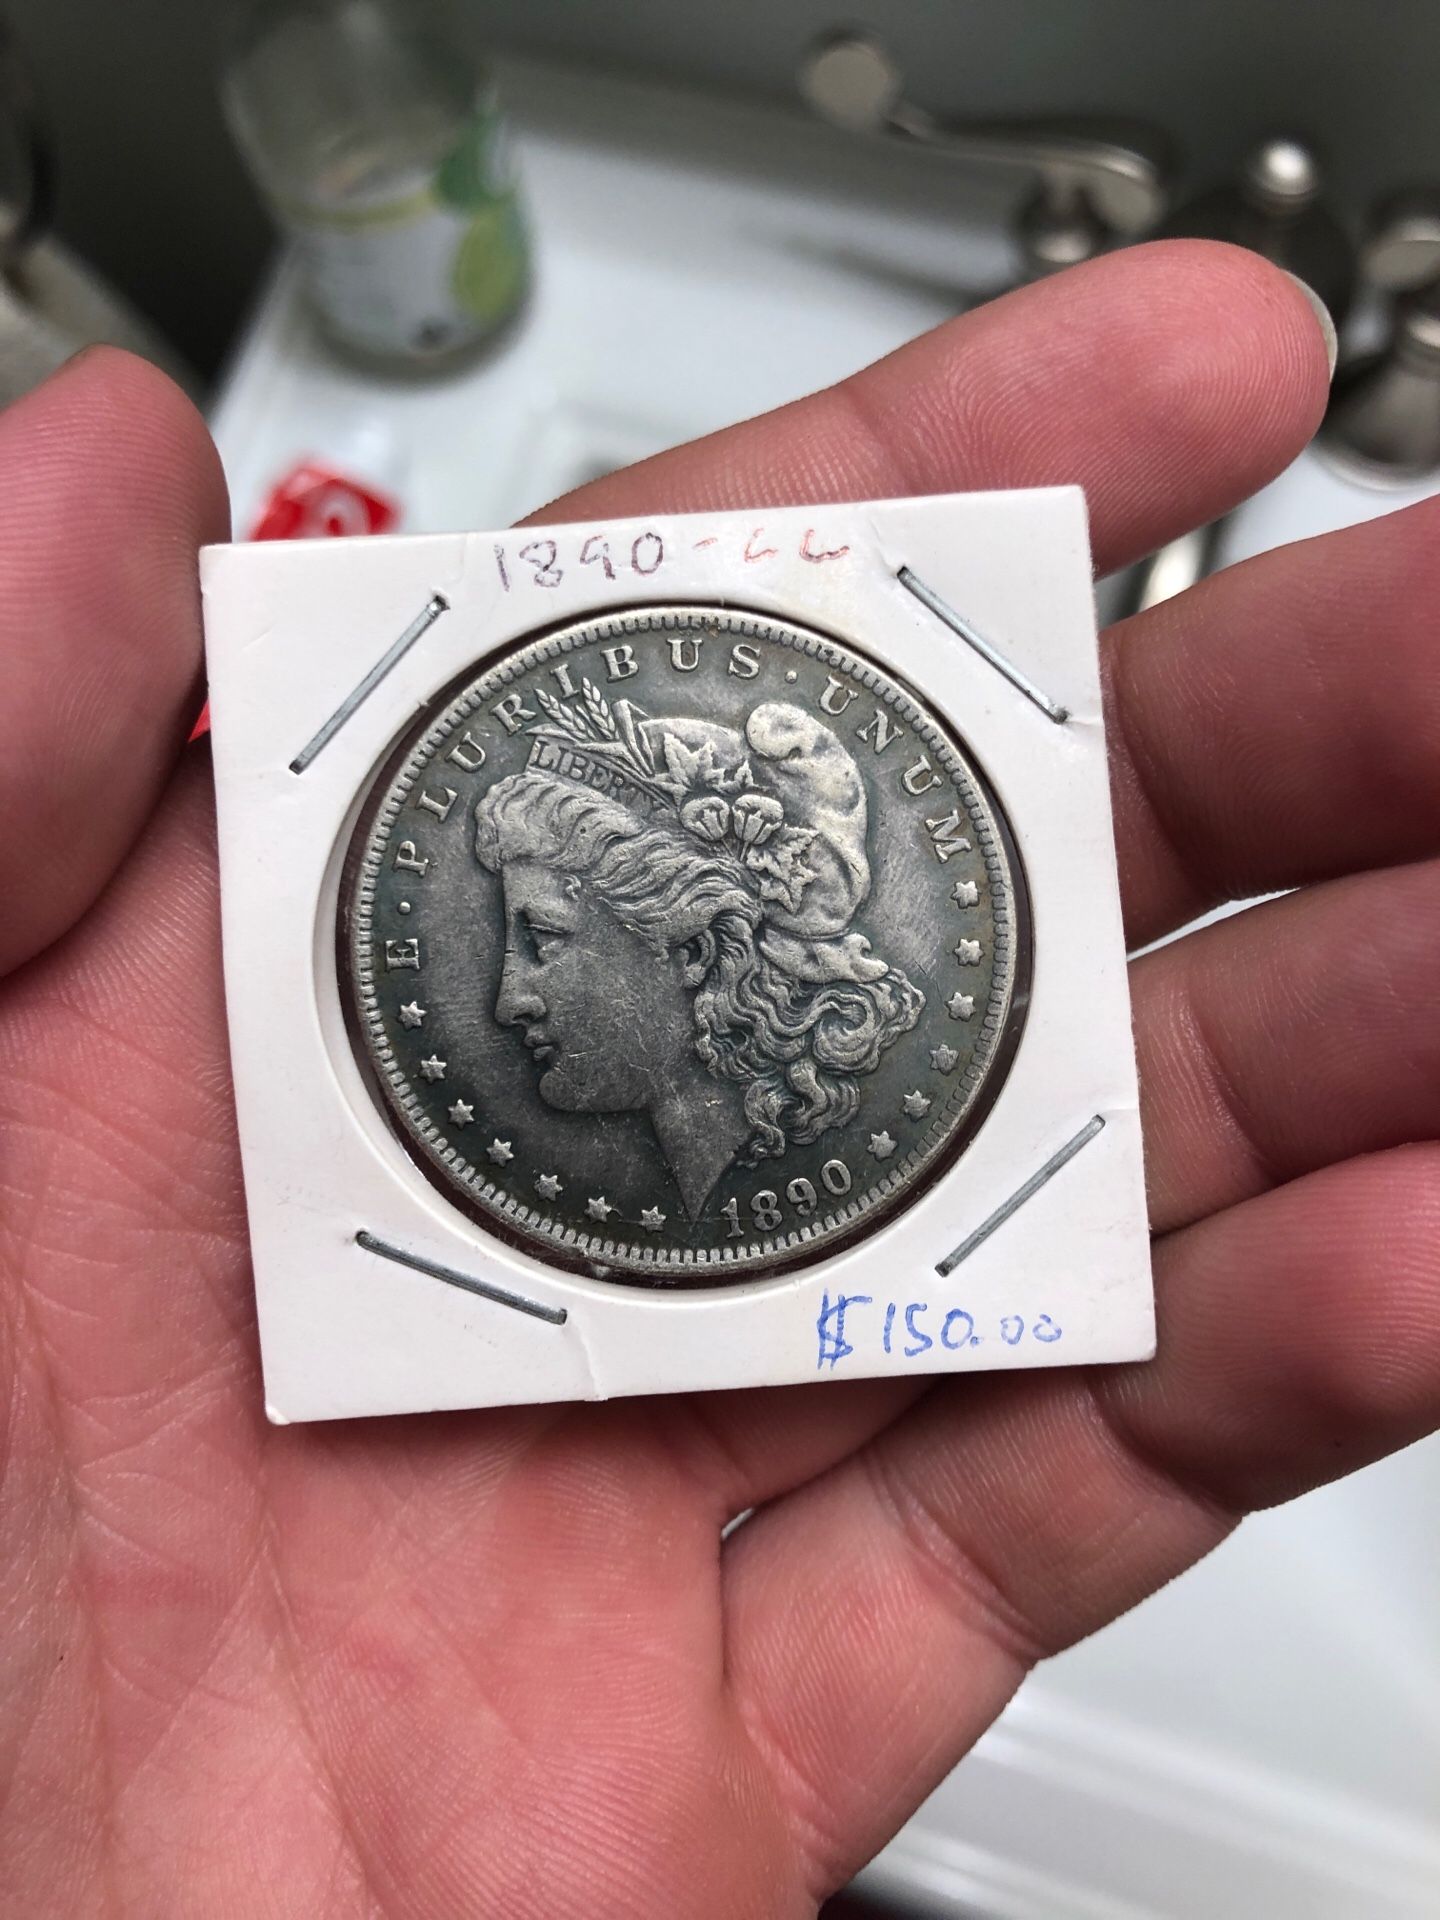 1890-CC
E·PLURIBUS·UNUM
LIBERTY
1890
$150.00